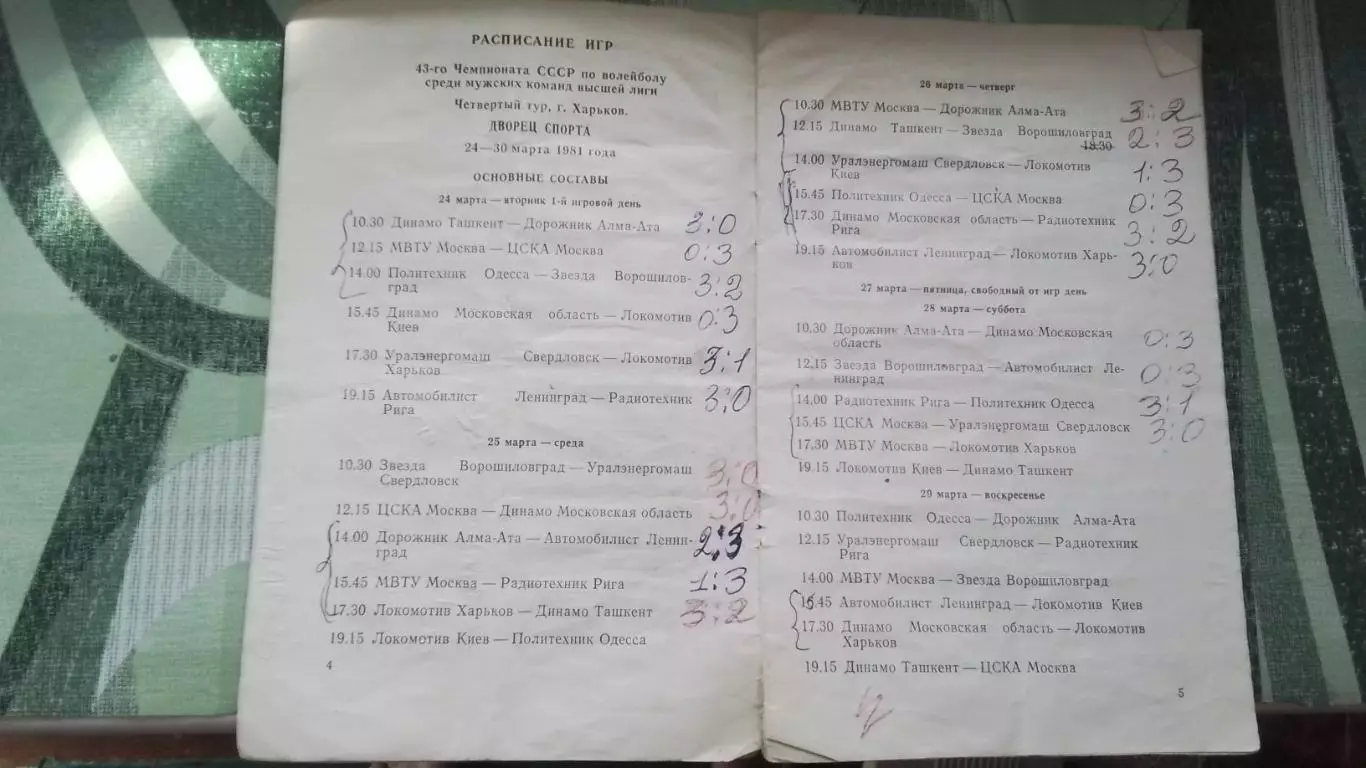 РАСПИСАНИЕ ИГР
43-го Чемпионата СССР по волейболу
среди мужских команд высшей лиги
Четвертый тур, г. Харьков.
ДВОРЕЦ СПОРТА
24—30 марта 1981 года
ОСНОВНЫЕ СОСТАВЫ
24 марта — вторник 1-й игровой день
10.30 Динамо Ташкент — Дорожник Алма-Ата 3:0
12.15 МВТУ Москва — ЦСКА Москва 0:3
14.00 Политехник Одесса — Звезда Ворошилов-
град 3:2
15.45 Динамо Московская область — Локомотив
Киев 0:3
17.30 Уралэнергомаш Свердловск — Локомотив
Харьков 3:1
19.15 Автомобилист Ленинград — Радиотехник
Рига 3:0
25 марта — среда
10.30 Звезда Ворошиловград — Уралэнергомаш
Свердловск 3:0
12.15 ЦСКА Москва — Динамо Московская область 3:0
14.00 Дорожник Алма-Ата — Автомобилист Ленин-
град 2:3
15.45 МВТУ Москва — Радиотехник Рига 1:3
17.30 Локомотив Харьков — Динамо Ташкент 3:2
19.15 Локомотив Киев — Политехник Одесса
4
26 марта — четверг
10.30 МВТУ Москва — Дорожник Алма-Ата 3:2
12.15 Динамо Ташкент — Звезда Ворошиловград 2:3
18.30
14.00 Уралэнергомаш Свердловск — Локомотив
Киев 1:3
15.45 Политехник Одесса — ЦСКА Москва 0:3
17.30 Динамо Московская область — Радиотехник
Рига 3:2
19.15 Автомобилист Ленинград — Локомотив Харь-
ков 3:0
27 марта — пятница, свободный от игр день
28 марта — суббота
10.30 Дорожник Алма-Ата — Динамо Московская
область 0:3
12.15 Звезда Ворошиловград — Автомобилист Ле-
нинград 0:3
14.00 Радиотехник Рига — Политехник Одесса 3:1
15.45 ЦСКА Москва — Уралэнергомаш Свердловск 3:0
17.30 МВТУ Москва — Локомотив Харьков
19.15 Локомотив Киев — Динамо Ташкент
29 марта — воскресенье
10.30 Политехник Одесса — Дорожник Алма-Ата
12.15 Уралэнергомаш Свердловск — Радиотехник
Рига
14.00 МВТУ Москва — Звезда Ворошиловград
15.45 Автомобилист Ленинград — Локомотив Киев
17.30 Динамо Московская область — Локомотив
Харьков
19.15 Динамо Ташкент — ЦСКА Москва
5